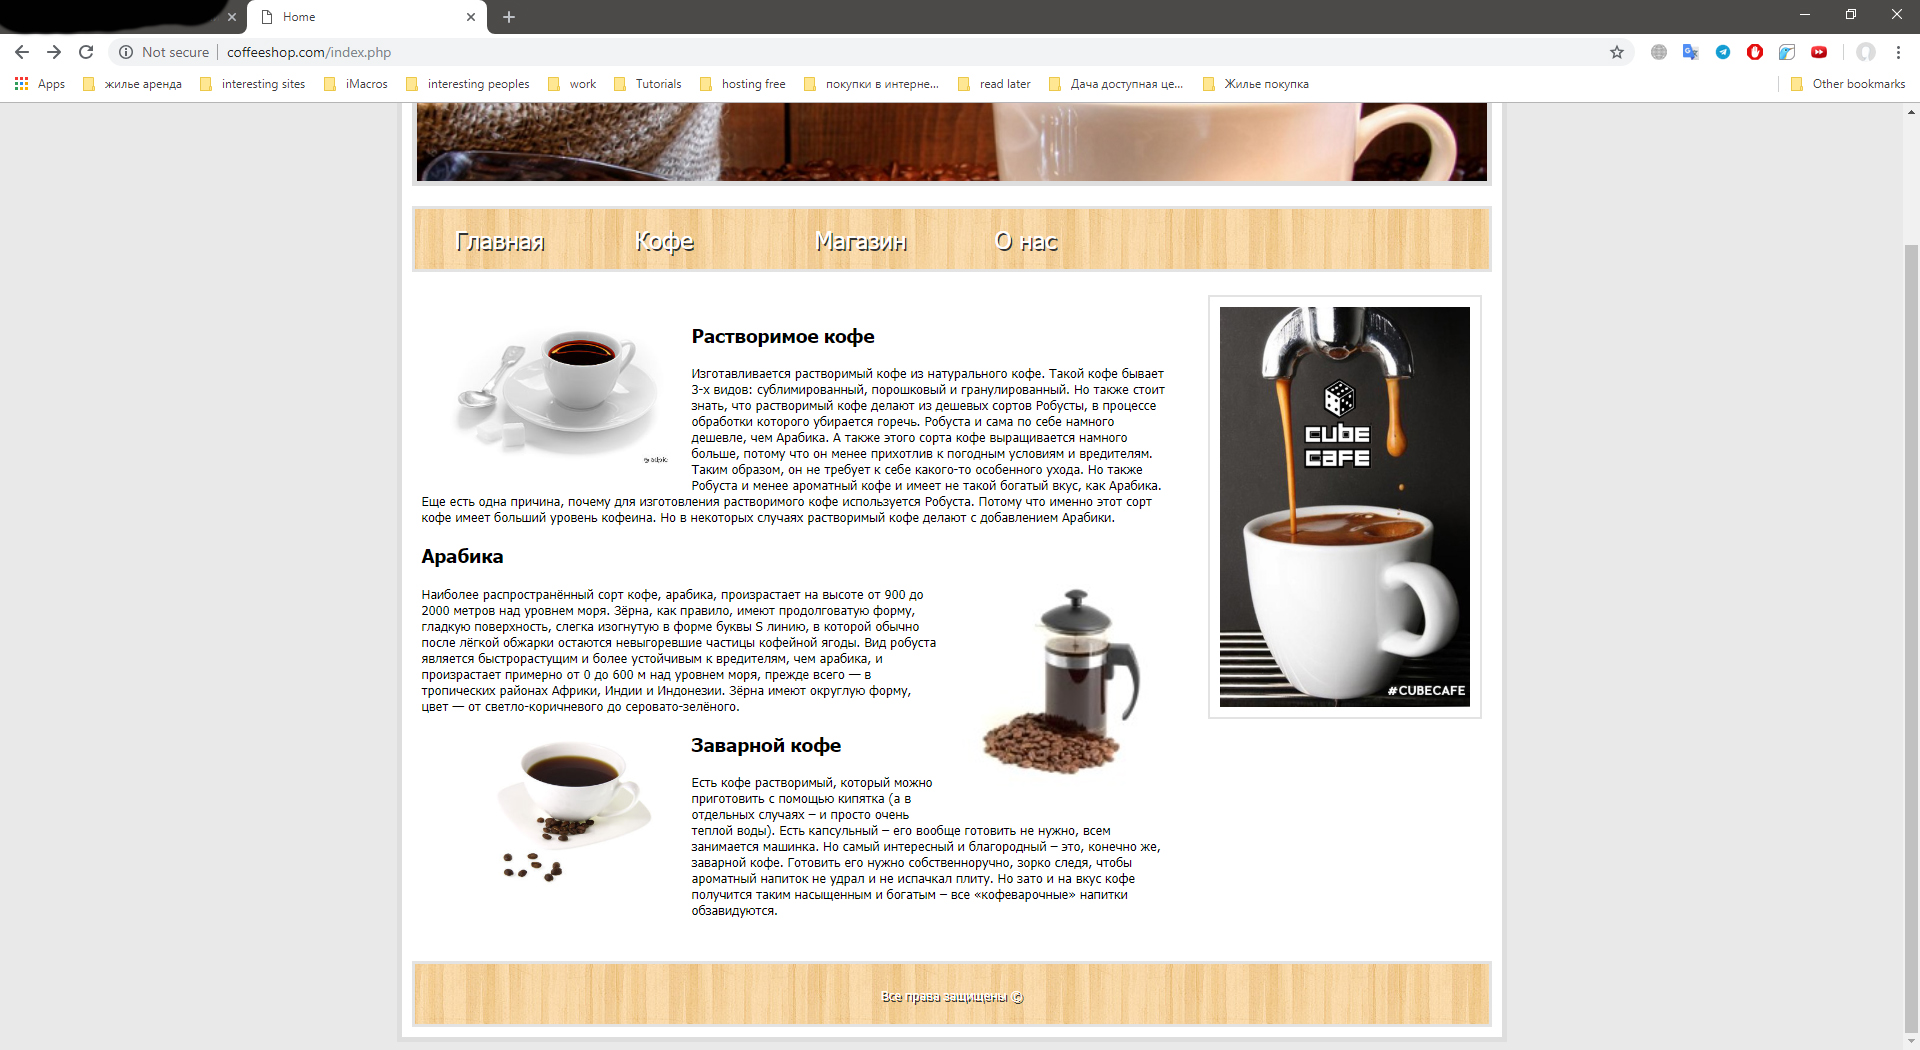 Home
Not secure coffeeshop.com/index.php
Apps жилье аренда interesting sites iMacros interesting peoples work Tutorials hosting free покупки в интерне... read later Дача доступная це... Жилье покупка Other bookmarks
Главная Кофе Магазин О нас
Растворимое кофе
Изготавливается растворимый кофе из натурального кофе. Такой кофе бывает
3-х видов: сублимированный, порошковый и гранулированный. Но также стоит
знать, что растворимый кофе делают из дешевых сортов Робусты, в процессе
обработки которого убирается горечь. Робуста и сама по себе намного
дешевле, чем Арабика. А также этого сорта кофе выращивается намного
больше, потому что он менее прихотлив к погодным условиям и вредителям.
Таким образом, он не требует к себе какого-то особенного ухода. Но также
Робуста и менее ароматный кофе и имеет не такой богатый вкус, как Арабика.
Еще есть одна причина, почему для изготовления растворимого кофе используется Робуста. Потому что именно этот сорт
кофе имеет больший уровень кофеина. Но в некоторых случаях растворимый кофе делают с добавлением Арабики.
Арабика
Наиболее распространённый сорт кофе, арабика, произрастает на высоте от 900 до
2000 метров над уровнем моря. Зёрна, как правило, имеют продолговатую форму,
гладкую поверхность, слегка изогнутую в форме буквы S линию, в которой обычно
после лёгкой обжарки остаются невыгоревшие частицы кофейной ягоды. Вид робуста
является быстрорастущим и более устойчивым к вредителям, чем арабика, и
произрастает примерно от 0 до 600 м над уровнем моря, прежде всего — в
тропических районах Африки, Индии и Индонезии. Зёрна имеют округлую форму,
цвет — от светло-коричневого до серовато-зелёного.
Заварной кофе
Есть кофе растворимый, который можно
приготовить с помощью кипятка (а в
отдельных случаях – и просто очень
теплой воды). Есть капсульный – его вообще готовить не нужно, всем
занимается машинка. Но самый интересный и благородный – это, конечно же,
заварной кофе. Готовить его нужно собственноручно, зорко следя, чтобы
ароматный напиток не удрал и не испачкал плиту. Но зато и на вкус кофе
получится таким насыщенным и богатым – все «кофеварочные» напитки
обзавидуются.
cube
cafe
#CUBECAFE
Все права защищены ©